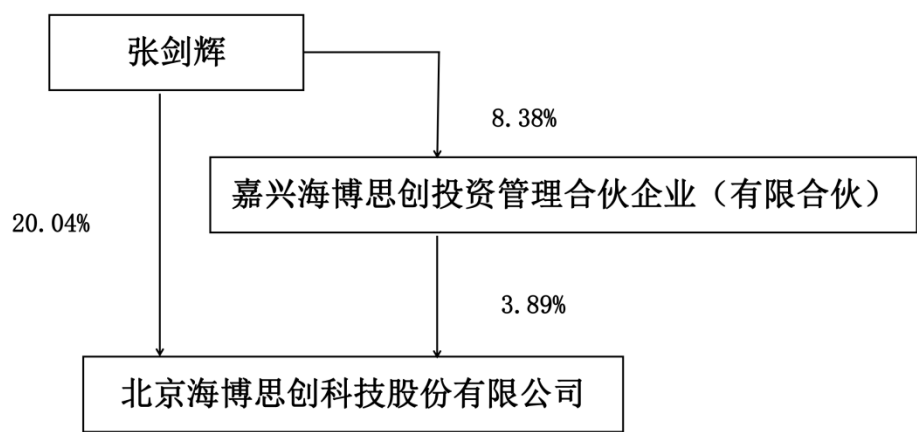 张剑辉
8.38%
嘉兴海博思创投资管理合伙企业（有限合伙）
20.04%
3.89%
北京海博思创科技股份有限公司